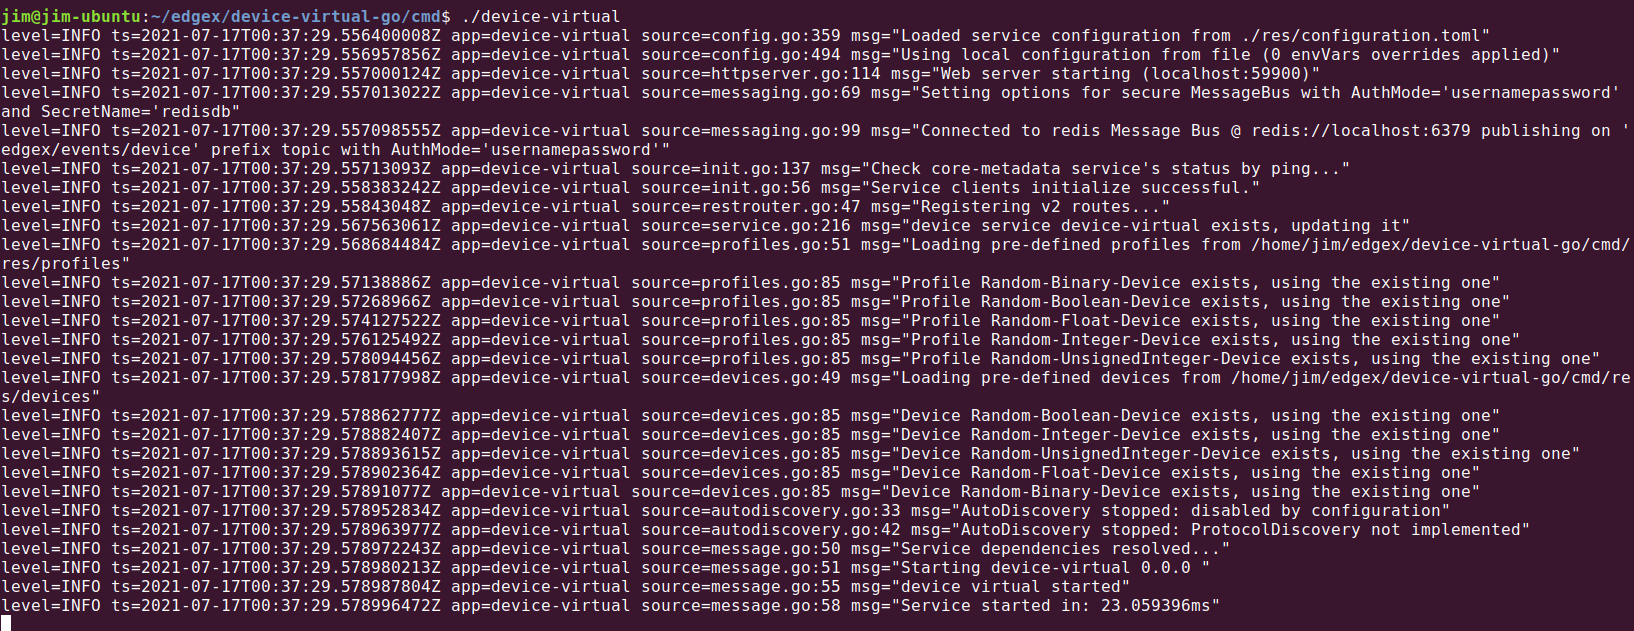 jim@jim-ubuntu:~/edgex/device-virtual-go/cmd$ ./device-virtual
level=INFO ts=2021-07-17T00:37:29.556400008Z app=device-virtual source=config.go:359 msg="Loaded service configuration from ./res/configuration.toml"
level=INFO ts=2021-07-17T00:37:29.556957856Z app=device-virtual source=config.go:494 msg="Using local configuration from file (0 envVars overrides applied)"
level=INFO ts=2021-07-17T00:37:29.557000124Z app=device-virtual source=httpserver.go:114 msg="Web server starting (localhost:59900)"
level=INFO ts=2021-07-17T00:37:29.557013022Z app=device-virtual source=messaging.go:69 msg="Setting options for secure MessageBus with AuthMode='usernamepassword'
and SecretName='redisdb"
level=INFO ts=2021-07-17T00:37:29.557098555Z app=device-virtual source=messaging.go:99 msg="Connected to redis Message Bus @ redis://localhost:6379 publishing on '
edgex/events/device' prefix topic with AuthMode='usernamepassword'"
level=INFO ts=2021-07-17T00:37:29.55713093Z app=device-virtual source=init.go:137 msg="Check core-metadata service's status by ping..."
level=INFO ts=2021-07-17T00:37:29.558383242Z app=device-virtual source=init.go:56 msg="Service clients initialize successful."
level=INFO ts=2021-07-17T00:37:29.55843048Z app=device-virtual source=restrouter.go:47 msg="Registering v2 routes..."
level=INFO ts=2021-07-17T00:37:29.567563061Z app=device-virtual source=service.go:216 msg="device service device-virtual exists, updating it"
level=INFO ts=2021-07-17T00:37:29.568684484Z app=device-virtual source=profiles.go:51 msg="Loading pre-defined profiles from /home/jim/edgex/device-virtual-go/cmd/
res/profiles"
level=INFO ts=2021-07-17T00:37:29.57138886Z app=device-virtual source=profiles.go:85 msg="Profile Random-Binary-Device exists, using the existing one"
level=INFO ts=2021-07-17T00:37:29.57268966Z app=device-virtual source=profiles.go:85 msg="Profile Random-Boolean-Device exists, using the existing one"
level=INFO ts=2021-07-17T00:37:29.574127522Z app=device-virtual source=profiles.go:85 msg="Profile Random-Float-Device exists, using the existing one"
level=INFO ts=2021-07-17T00:37:29.576125492Z app=device-virtual source=profiles.go:85 msg="Profile Random-Integer-Device exists, using the existing one"
level=INFO ts=2021-07-17T00:37:29.578094456Z app=device-virtual source=profiles.go:85 msg="Profile Random-UnsignedInteger-Device exists, using the existing one"
level=INFO ts=2021-07-17T00:37:29.578177998Z app=device-virtual source=devices.go:49 msg="Loading pre-defined devices from /home/jim/edgex/device-virtual-go/cmd/re
s/devices"
level=INFO ts=2021-07-17T00:37:29.578862777Z app=device-virtual source=devices.go:85 msg="Device Random-Boolean-Device exists, using the existing one"
level=INFO ts=2021-07-17T00:37:29.578882407Z app=device-virtual source=devices.go:85 msg="Device Random-Integer-Device exists, using the existing one"
level=INFO ts=2021-07-17T00:37:29.578893615Z app=device-virtual source=devices.go:85 msg="Device Random-UnsignedInteger-Device exists, using the existing one"
level=INFO ts=2021-07-17T00:37:29.578902364Z app=device-virtual source=devices.go:85 msg="Device Random-Float-Device exists, using the existing one"
level=INFO ts=2021-07-17T00:37:29.57891077Z app=device-virtual source=devices.go:85 msg="Device Random-Binary-Device exists, using the existing one"
level=INFO ts=2021-07-17T00:37:29.578952834Z app=device-virtual source=autodiscovery.go:33 msg="AutoDiscovery stopped: disabled by configuration"
level=INFO ts=2021-07-17T00:37:29.578963977Z app=device-virtual source=autodiscovery.go:42 msg="AutoDiscovery stopped: ProtocolDiscovery not implemented"
level=INFO ts=2021-07-17T00:37:29.578972243Z app=device-virtual source=message.go:50 msg="Service dependencies resolved..."
level=INFO ts=2021-07-17T00:37:29.578980213Z app=device-virtual source=message.go:51 msg="Starting device-virtual 0.0.0 "
level=INFO ts=2021-07-17T00:37:29.578987804Z app=device-virtual source=message.go:55 msg="device virtual started"
level=INFO ts=2021-07-17T00:37:29.578996472Z app=device-virtual source=message.go:58 msg="Service started in: 23.059396ms"